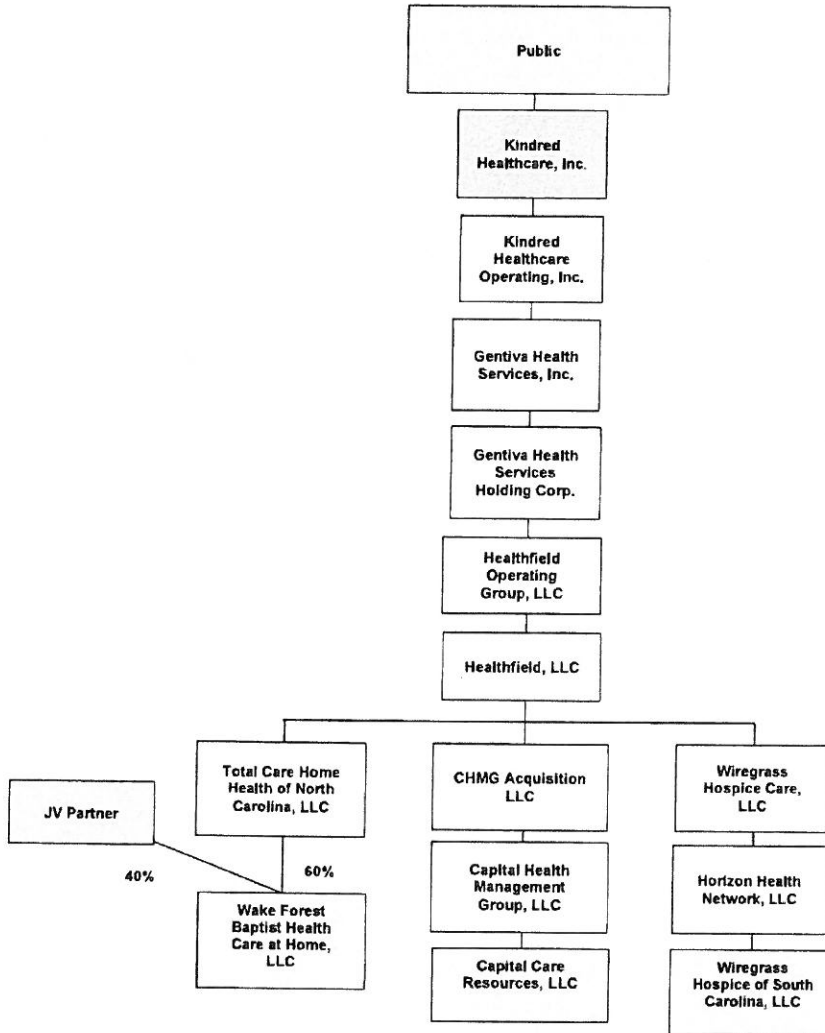 Public
Kindred
Healthcare, Inc.
Kindred
Healthcare
Operating, Inc.
Gentiva Health
Services, Inc.
Gentiva Health
Services
Holding Corp.
Healthfield
Operating
Group, LLC
Healthfield, LLC
Total Care Home
Health of North
Carolina, LLC
CHMG Acquisition
LLC
Wiregrass
Hospice Care,
LLC
JV Partner
40%
60%
Wake Forest
Baptist Health
Care at Home,
LLC
Capital Health
Management
Group, LLC
Horizon Health
Network, LLC
Capital Care
Resources, LLC
Wiregrass
Hospice of South
Carolina, LLC